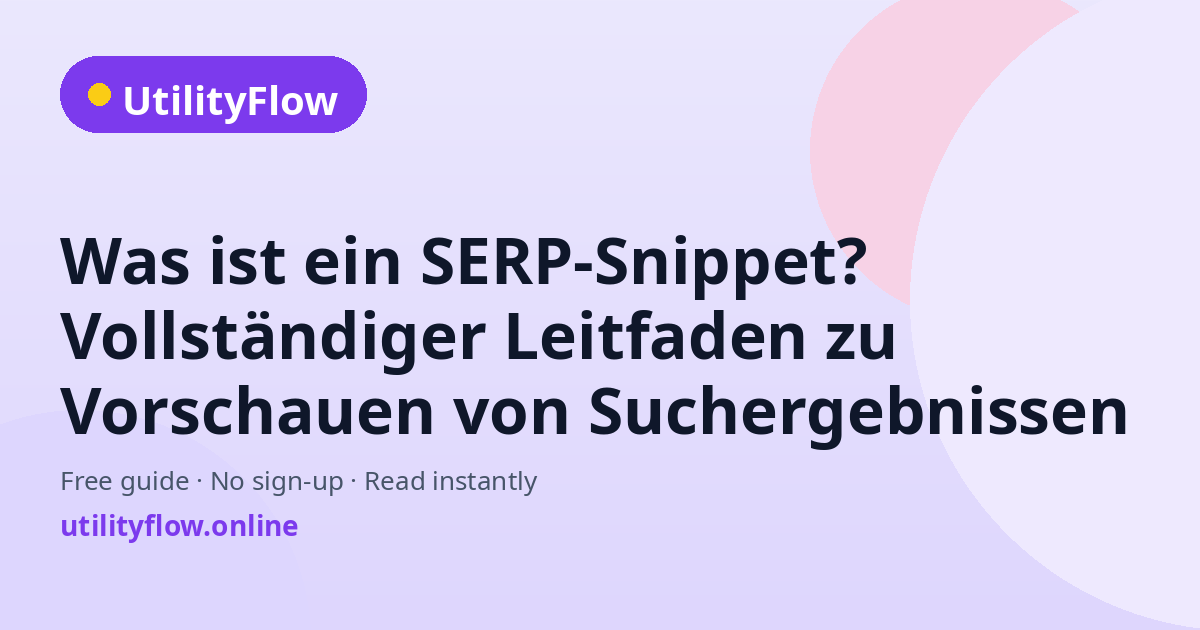 UtilityFlow
Was ist ein SERP-Snippet?
Vollständiger Leitfaden zu
Vorschauen von Suchergebnissen
Free guide · No sign-up · Read instantly
utilityflow.online